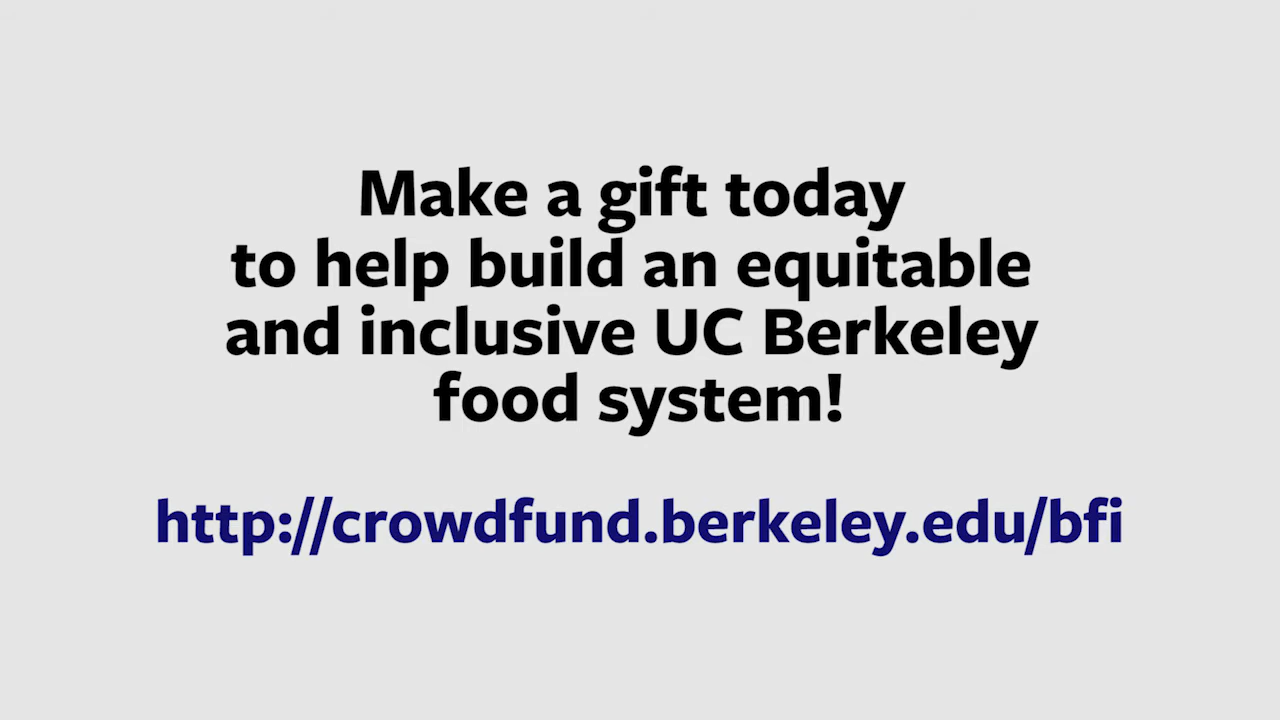 Make a gift today
to help build an equitable
and inclusive UC Berkeley
food system!
http://crowdfund.berkeley.edu/bfi